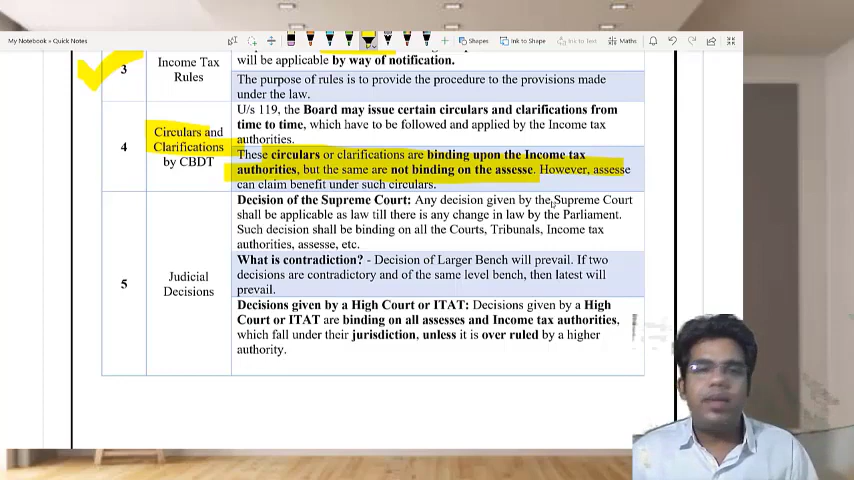 My Notebook » Quick Notes
Shapes
Ink to Shape
Ink to Text
Maths
3
Income Tax
Rules
will be applicable by way of notification.
The purpose of rules is to provide the procedure to the provisions made
under the law.
4
Circulars and
Clarifications
by CBDT
U/s 119, the Board may issue certain circulars and clarifications from
time to time, which have to be followed and applied by the Income tax
authorities.
These circulars or clarifications are binding upon the Income tax
authorities, but the same are not binding on the assesse. However, assesse
can claim benefit under such circulars.
5
Judicial
Decisions
Decision of the Supreme Court: Any decision given by the Supreme Court
shall be applicable as law till there is any change in law by the Parliament.
Such decision shall be binding on all the Courts, Tribunals, Income tax
authorities, assesse, etc.
What is contradiction? - Decision of Larger Bench will prevail. If two
decisions are contradictory and of the same level bench, then latest will
prevail.
Decisions given by a High Court or ITAT: Decisions given by a High
Court or ITAT are binding on all assesses and Income tax authorities,
which fall under their jurisdiction, unless it is over ruled by a higher
authority.